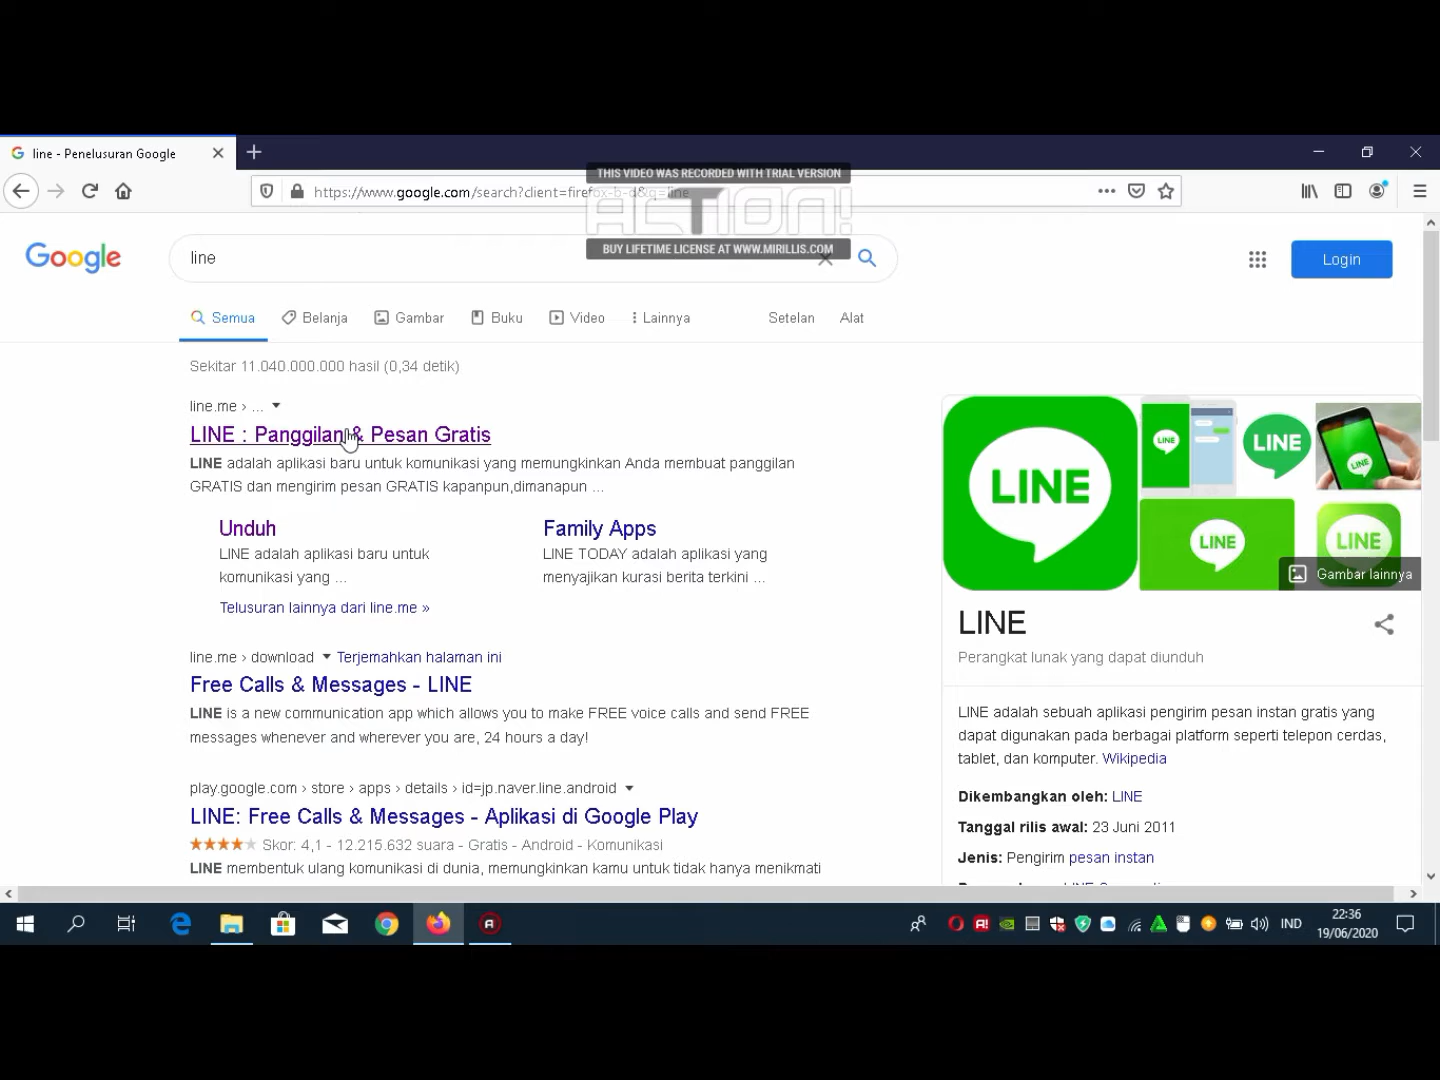 line - Penelusuran Google
THIS VIDEO WAS RECORDED WITH TRIAL VERSION
ACTION!
BUY LIFETIME LICENSE AT WWW.MIRILLIS.COM
https://www.google.com/search?client=firefox-b-d&q=line
Google
line
Login
Semua
Belanja
Gambar
Buku
Video
Lainnya
Setelan
Alat
Sekitar 11.040.000.000 hasil (0,34 detik)
line.me › ...
LINE : Panggilan & Pesan Gratis
LINE adalah aplikasi baru untuk komunikasi yang memungkinkan Anda membuat panggilan
GRATIS dan mengirim pesan GRATIS kapanpun,dimanapun ...
Unduh
LINE adalah aplikasi baru untuk
komunikasi yang ...
Family Apps
LINE TODAY adalah aplikasi yang
menyajikan kurasi berita terkini ...
Telusuran lainnya dari line.me »
line.me › download Terjemahkan halaman ini
Free Calls & Messages - LINE
LINE is a new communication app which allows you to make FREE voice calls and send FREE
messages whenever and wherever you are, 24 hours a day!
play.google.com › store › apps › details › id=jp.naver.line.android
LINE: Free Calls & Messages - Aplikasi di Google Play
Skor: 4,1 - 12.215.632 suara - Gratis - Android - Komunikasi
LINE membentuk ulang komunikasi di dunia, memungkinkan kamu untuk tidak hanya menikmati
LINE
LINE
LINE
LINE
LINE
LINE
Gambar lainnya
LINE
Perangkat lunak yang dapat diunduh
LINE adalah sebuah aplikasi pengirim pesan instan gratis yang
dapat digunakan pada berbagai platform seperti telepon cerdas,
tablet, dan komputer. Wikipedia
Dikembangkan oleh: LINE
Tanggal rilis awal: 23 Juni 2011
Jenis: Pengirim pesan instan
IND
22:36
19/06/2020